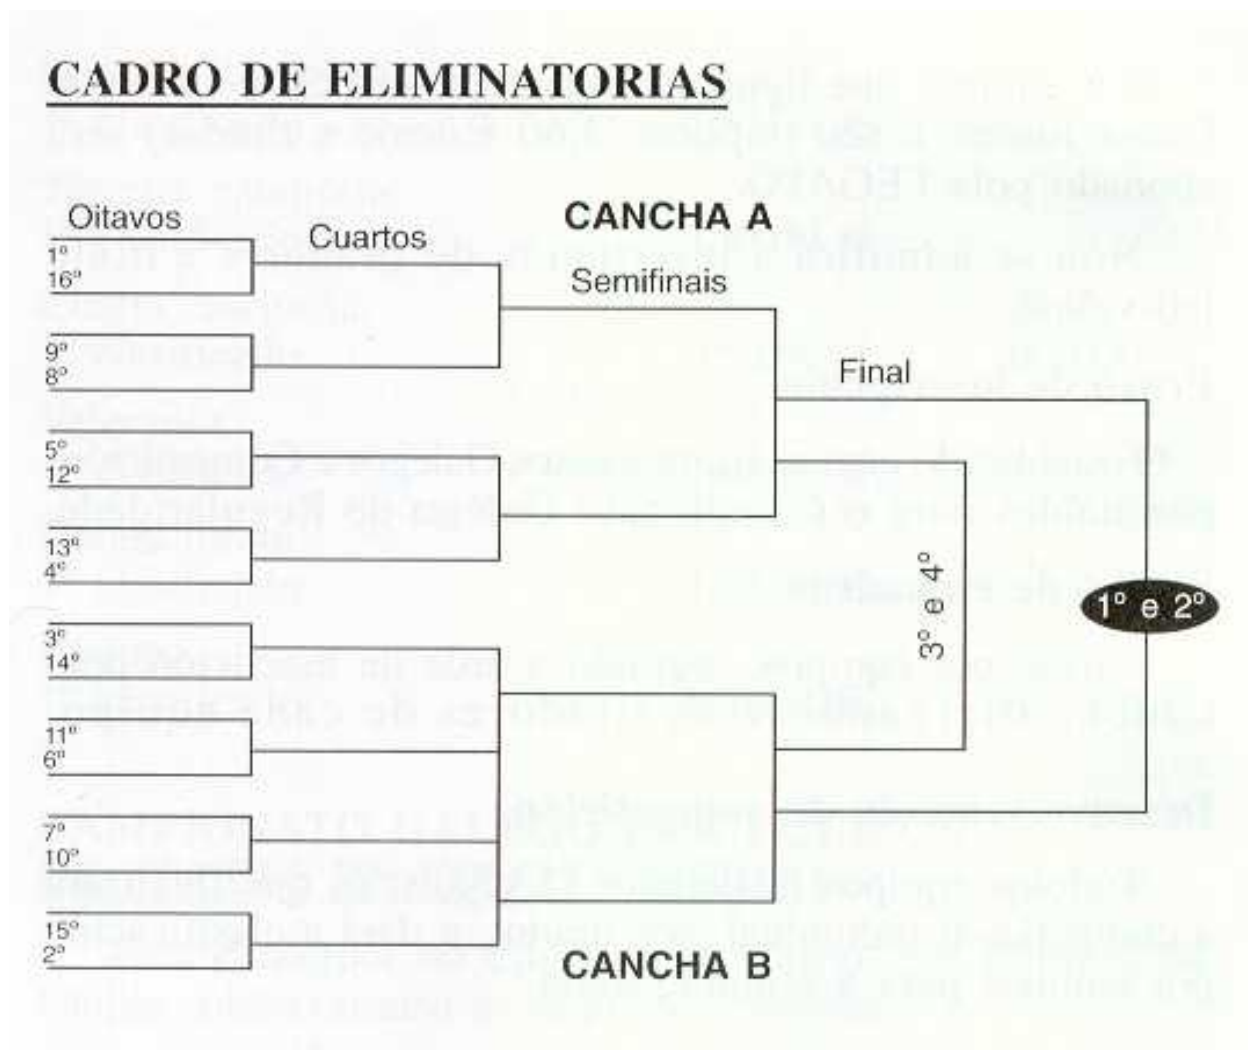 CADRO DE ELIMINATORIAS
Oitavos
Cuartos
CANCHA A
Semifinais
Final
1º
16º
9º
8º
5º
12º
13º
4º
3º
14º
11º
6º
7º
10º
15º
2º
3º e 4º
1º e 2º
CANCHA B